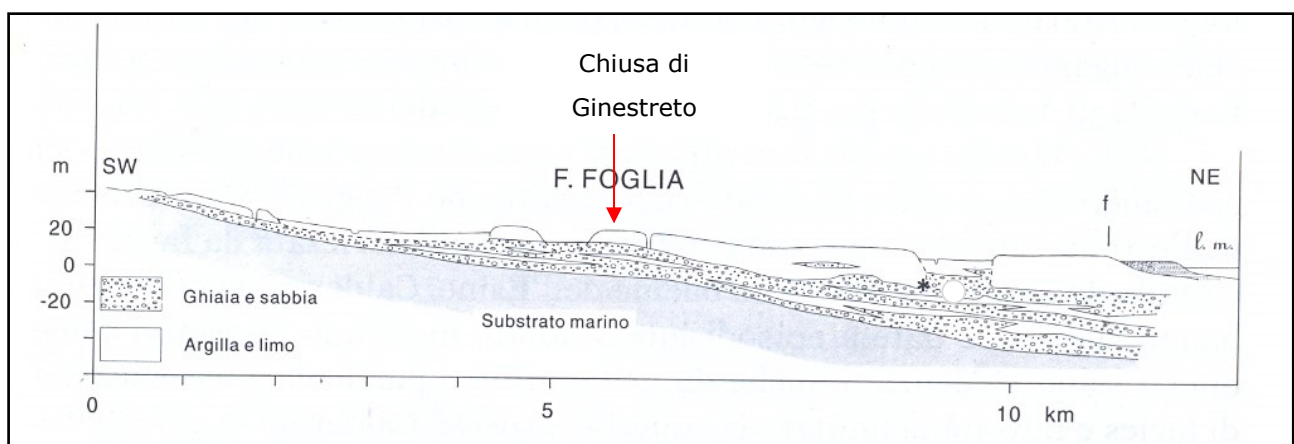 Chiusa di
Ginestreto
m
SW
F. FOGLIA
NE
f
l. m.
20
0
-20
Ghiaia e sabbia
*
Substrato marino
Argilla e limo
0
5
10
km